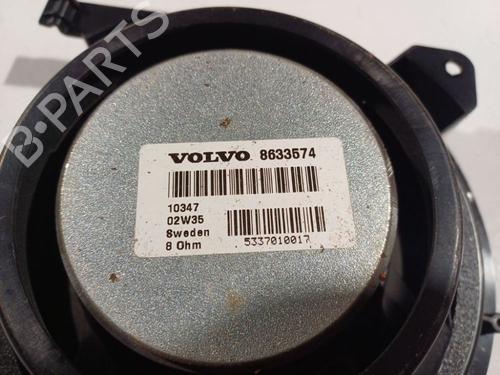 B-PARTS
VOLVO 8633574
10347
02W35
Sweden
8 Ohm
5337010017